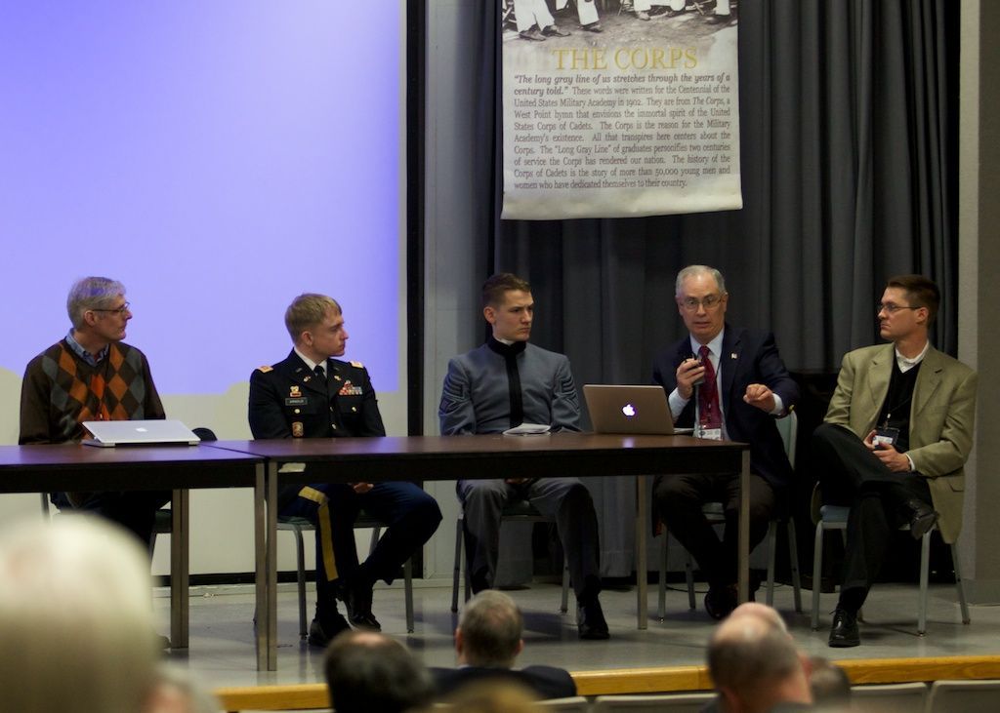 THE CORPS
"The long gray line of us stretches through the years of a
century told." These words were written for the Centennial of the
United States Military Academy in 1902. They are from The Corps, a
West Point hymn that envisions the immortal spirit of the United
States Corps of Cadets. The Corps is the reason for the Military
Academy's existence. All that transpires here centers about the
Corps. The "Long Gray Line" of graduates personifies two centuries
of service the Corps has rendered our nation. The history of the
Corps of Cadets is the story of more than 50,000 young men and
women who have dedicated themselves to their country.